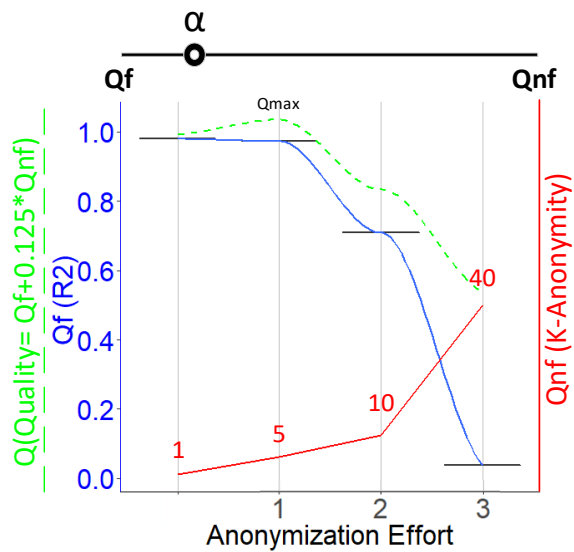 α
Qf
Qnf
Q(Quality= Qf+0.125*Qnf)
Qf (R2)
1.0
0.8
0.6
0.4
0.2
0.0
Qmax
1
5
10
40
Qnf (K-Anonymity)
1
2
3
Anonymization Effort